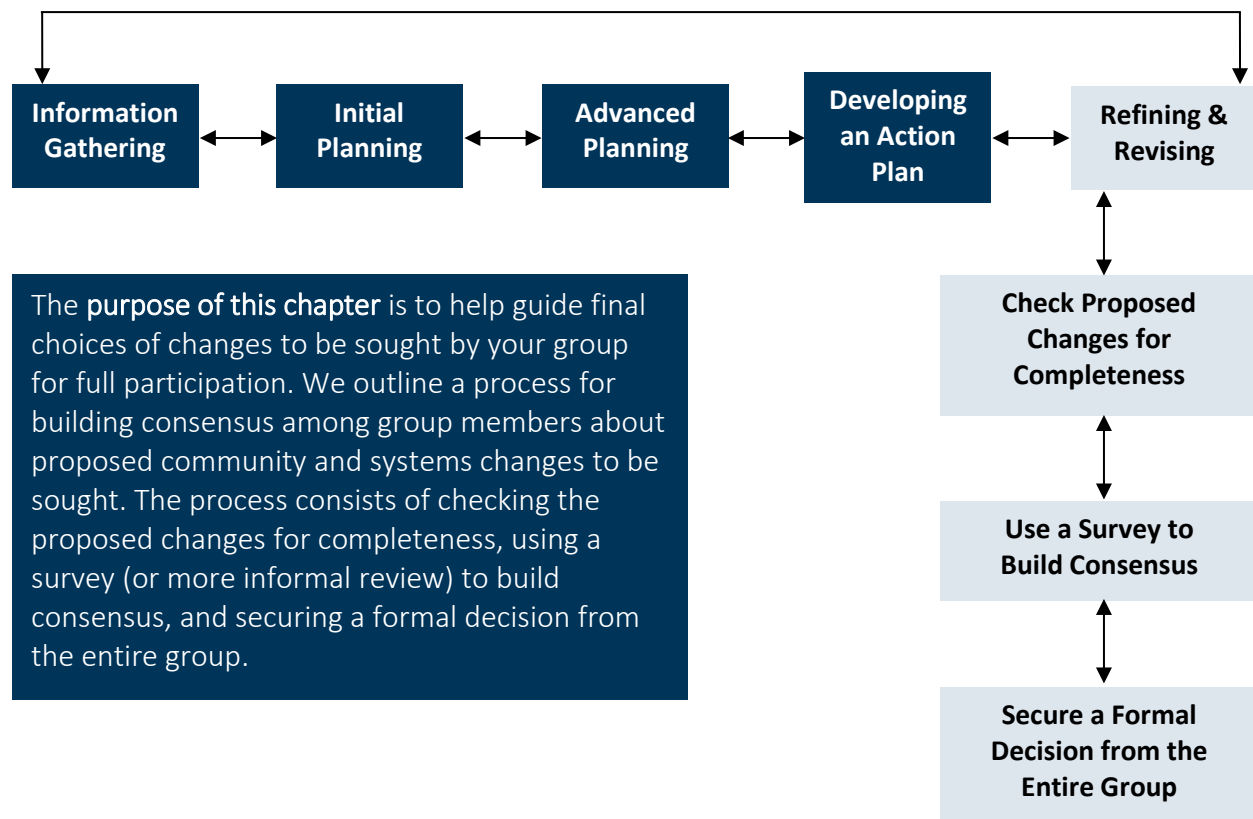 Information
Gathering
Initial
Planning
Advanced
Planning
Developing
an Action
Plan
Refining &
Revising
The purpose of this chapter is to help guide final
choices of changes to be sought by your group
for full participation. We outline a process for
building consensus among group members about
proposed community and systems changes to be
sought. The process consists of checking the
proposed changes for completeness, using a
survey (or more informal review) to build
consensus, and securing a formal decision from
the entire group.
Check Proposed
Changes for
Completeness
Use a Survey to
Build Consensus
Secure a Formal
Decision from the
Entire Group